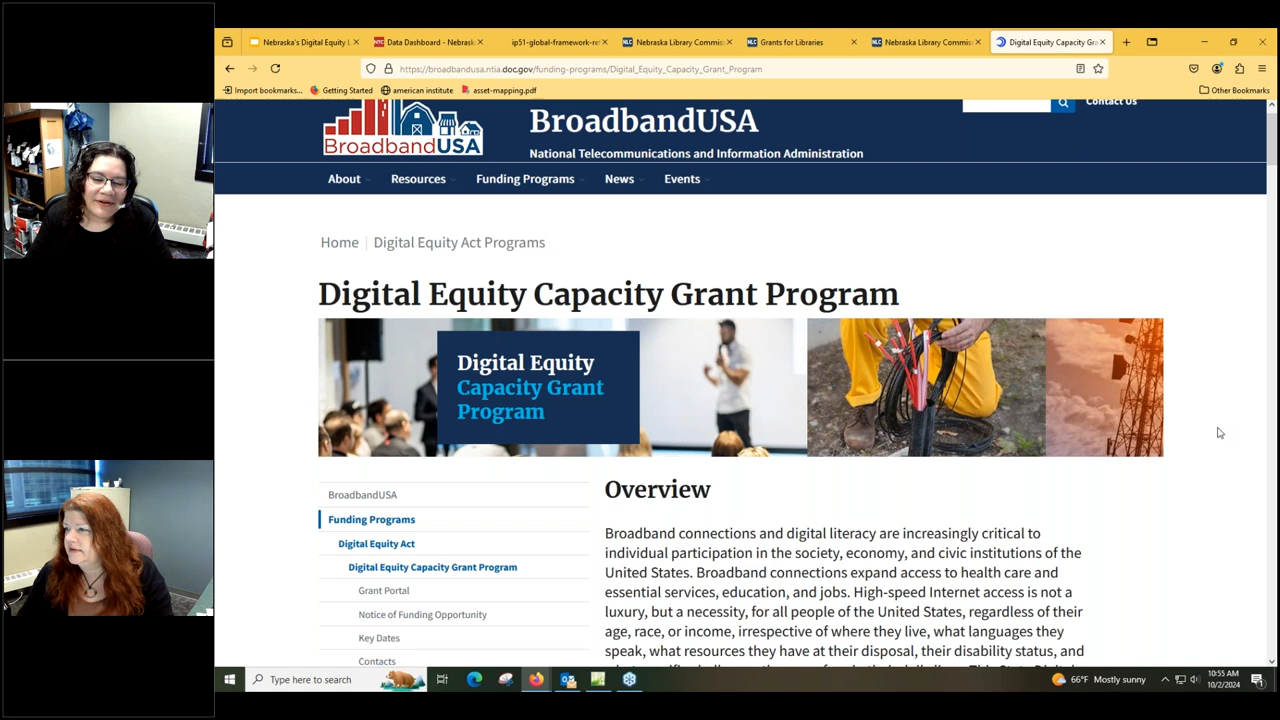 Nebraska's Digital Equity
Data Dashboard - Nebrask
ip51-global-framework-re
Nebraska Library Commis
Grants for Libraries
Nebraska Library Commis
Digital Equity Capacity Gr
https://broadbandusa.ntia.doc.gov/funding-programs/Digital_Equity_Capacity_Grant_Program
Import bookmarks...
Getting Started
american institute
asset-mapping.pdf
Other Bookmarks
BroadbandUSA
BroadbandUSA
Contact Us
National Telecommunications and Information Administration
About
Resources
Funding Programs
News
Events
Home | Digital Equity Act Programs
Digital Equity Capacity Grant Program
Digital Equity
Capacity Grant
Program
BroadbandUSA
Funding Programs
Digital Equity Act
Digital Equity Capacity Grant Program
Grant Portal
Notice of Funding Opportunity
Key Dates
Contacts
Overview
Broadband connections and digital literacy are increasingly critical to
individual participation in the society, economy, and civic institutions of the
United States. Broadband connections expand access to health care and
essential services, education, and jobs. High-speed Internet access is not a
luxury, but a necessity, for all people of the United States, regardless of their
age, race, or income, irrespective of where they live, what languages they
speak, what resources they have at their disposal, their disability status, and
Type here to search
66°F Mostly sunny
10:55 AM
10/2/2024